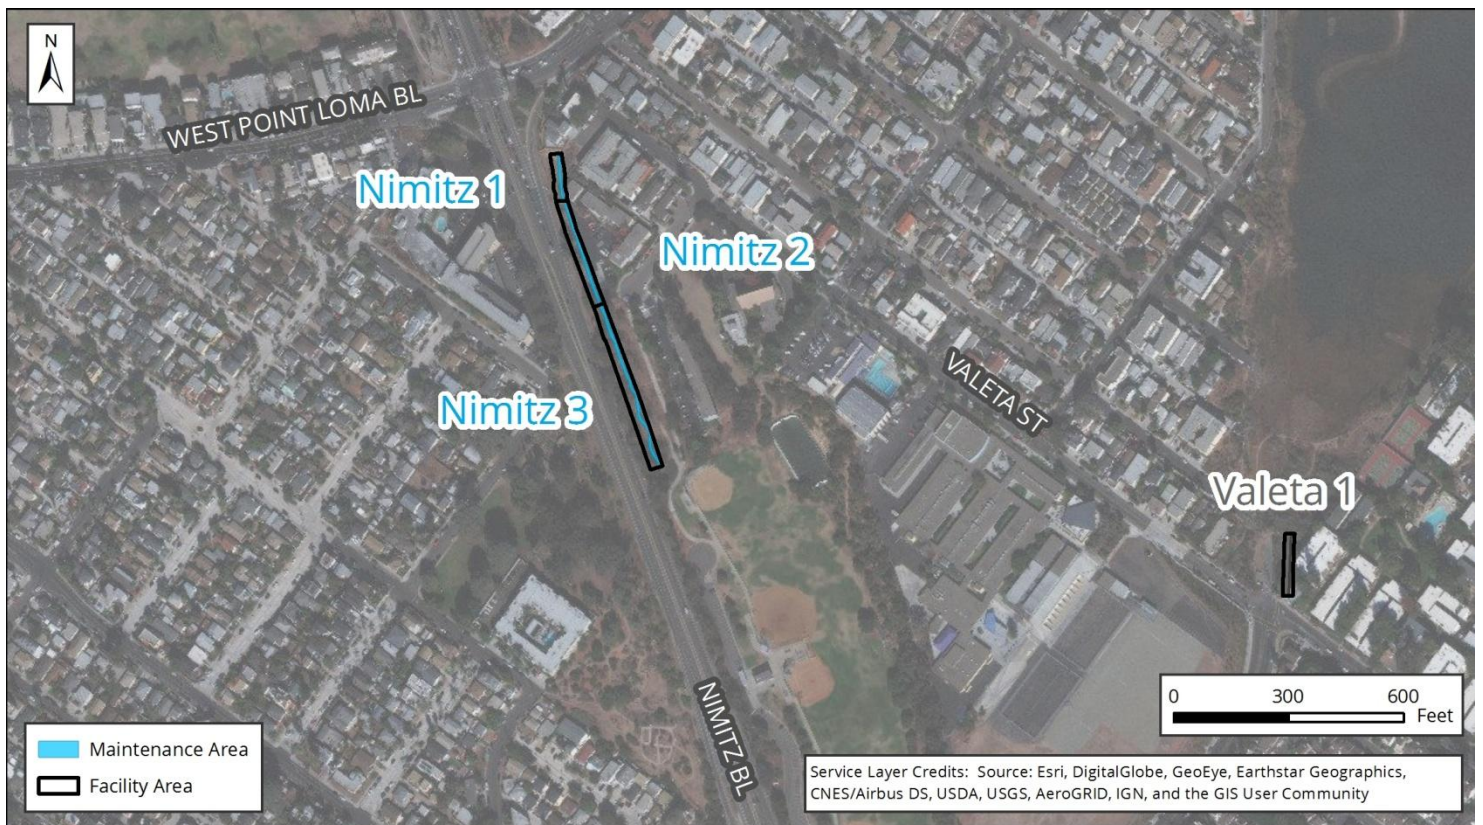 N
WEST POINT LOMA BL
Nimitz 1
Nimitz 2
Nimitz 3
VALETA ST
Valeta 1
NIMITZ BL
0 300 600
Feet
Maintenance Area
Facility Area
Service Layer Credits: Source: Esri, DigitalGlobe, GeoEye, Earthstar Geographics,
CNES/Airbus DS, USDA, USGS, AeroGRID, IGN, and the GIS User Community